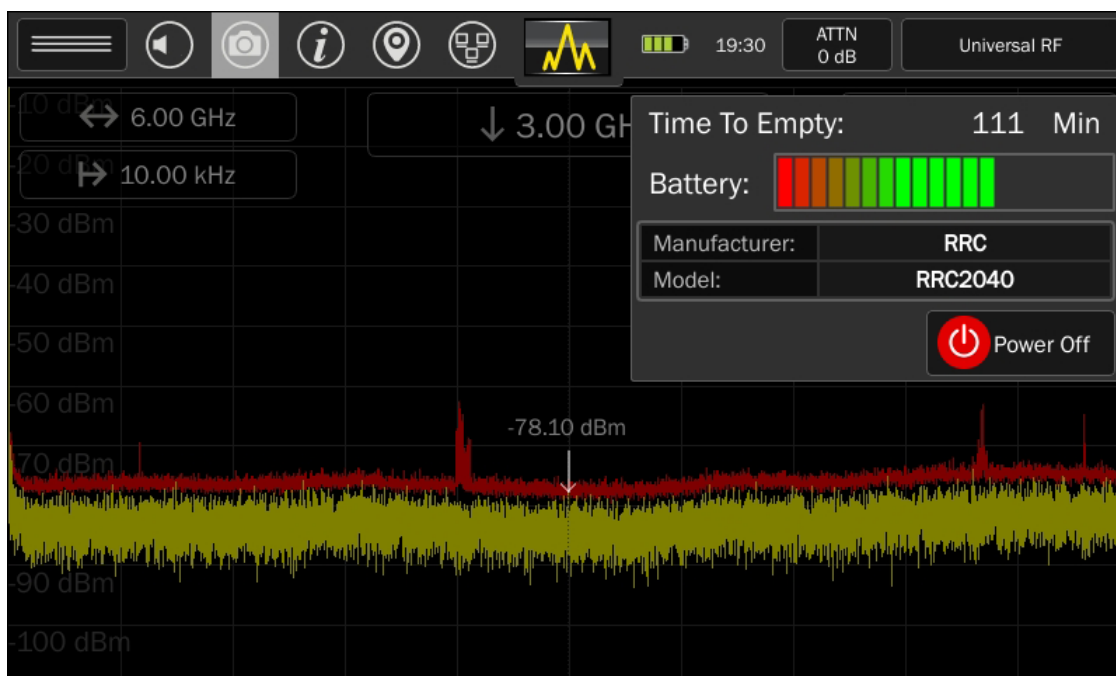 19:30
ATTN
0 dB
Universal RF
-10 dBm
6.00 GHz
3.00 GH
-20 dBm
10.00 kHz
Time To Empty: 111 Min
Battery:
-30 dBm
Manufacturer: RRC
-40 dBm
Model: RRC2040
-50 dBm
Power Off
-60 dBm
-78.10 dBm
-70 dBm
-90 dBm
-100 dBm